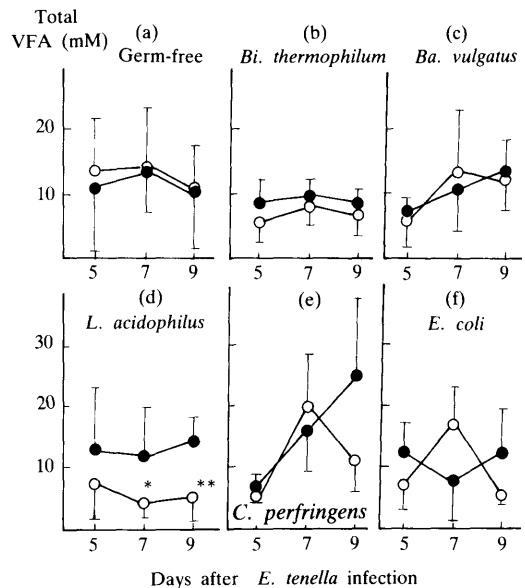 Total
VFA (mM)
(a)
Germ-free
(b)
Bi. thermophilum
(c)
Ba. vulgatus
20
10
5 7 9
5 7 9
5 7 9
(d)
L. acidophilus
(e)
C. perfringens
(f)
E. coli
30
20
10
* **
5 7 9
5 7 9
5 7 9
Days after E. tenella infection